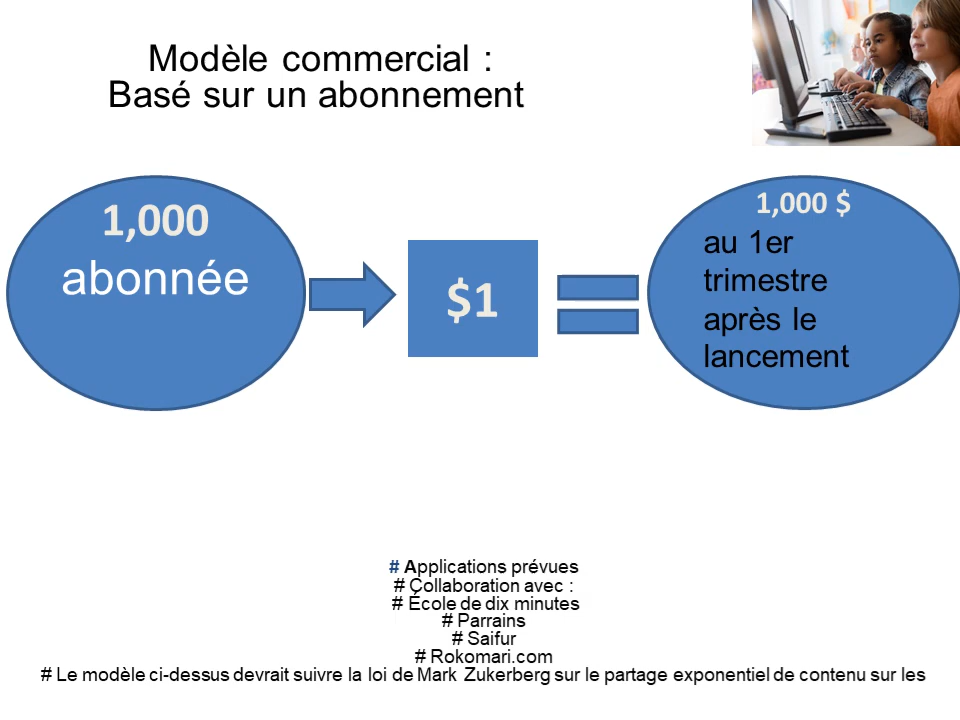 Modèle commercial :
Basé sur un abonnement
1,000
abonnée
$1
1,000 $
au 1er
trimestre
après le
lancement
# Applications prévues
# Collaboration avec :
# École de dix minutes
# Parrains
# Saifur
# Rokomari.com
# Le modèle ci-dessus devrait suivre la loi de Mark Zukerberg sur le partage exponentiel de contenu sur les